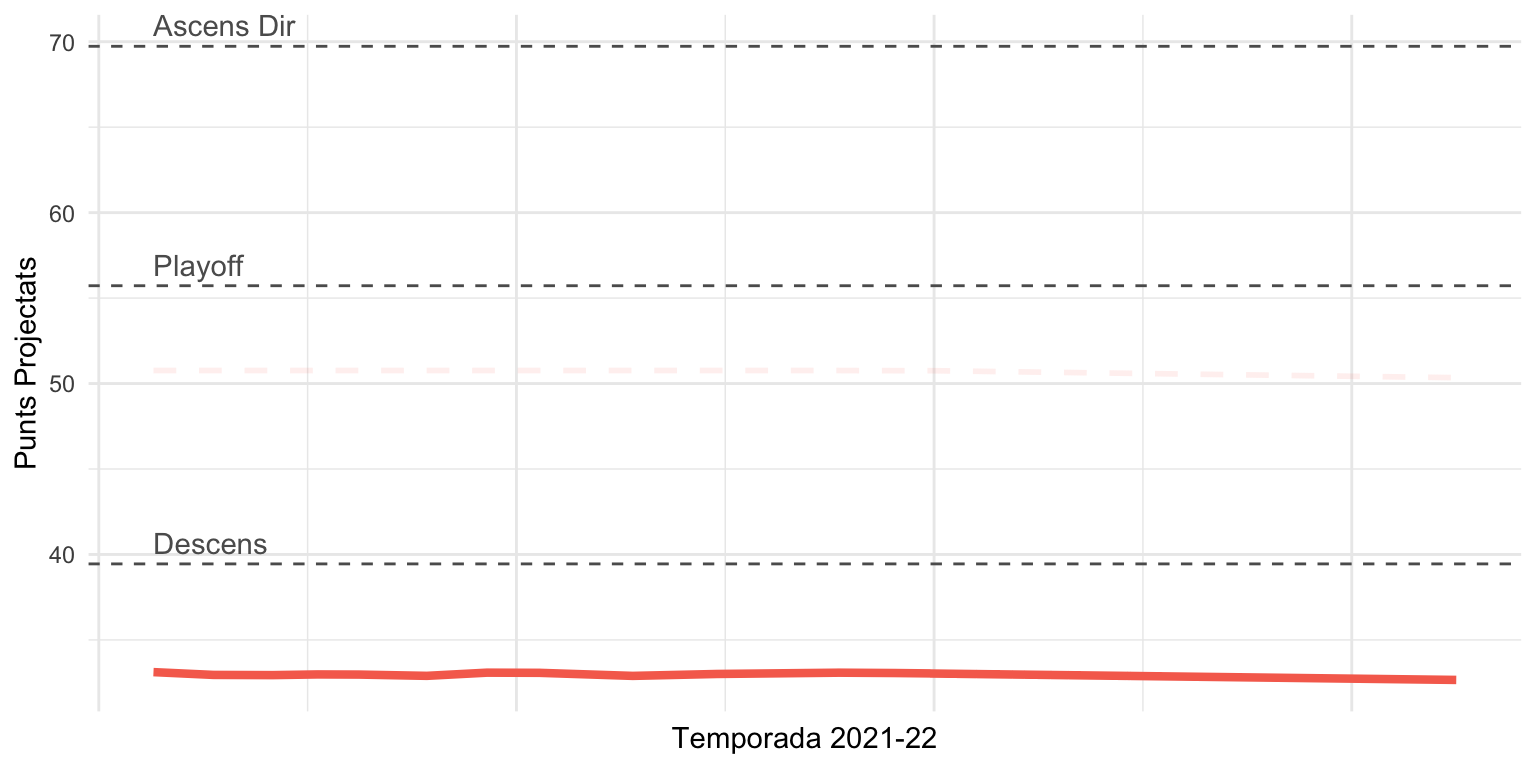 Ascens Dir
70
60
Playoff
50
Descens
40
Punts Projectats
Temporada 2021-22